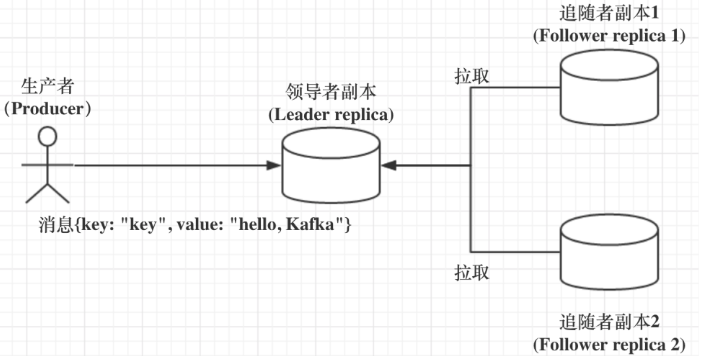 追随者副本1
(Follower replica 1)
拉取
生产者
(Producer)
领导者副本
(Leader replica)
消息{key: "key", value: "hello, Kafka"}
拉取
追随者副本2
(Follower replica 2)